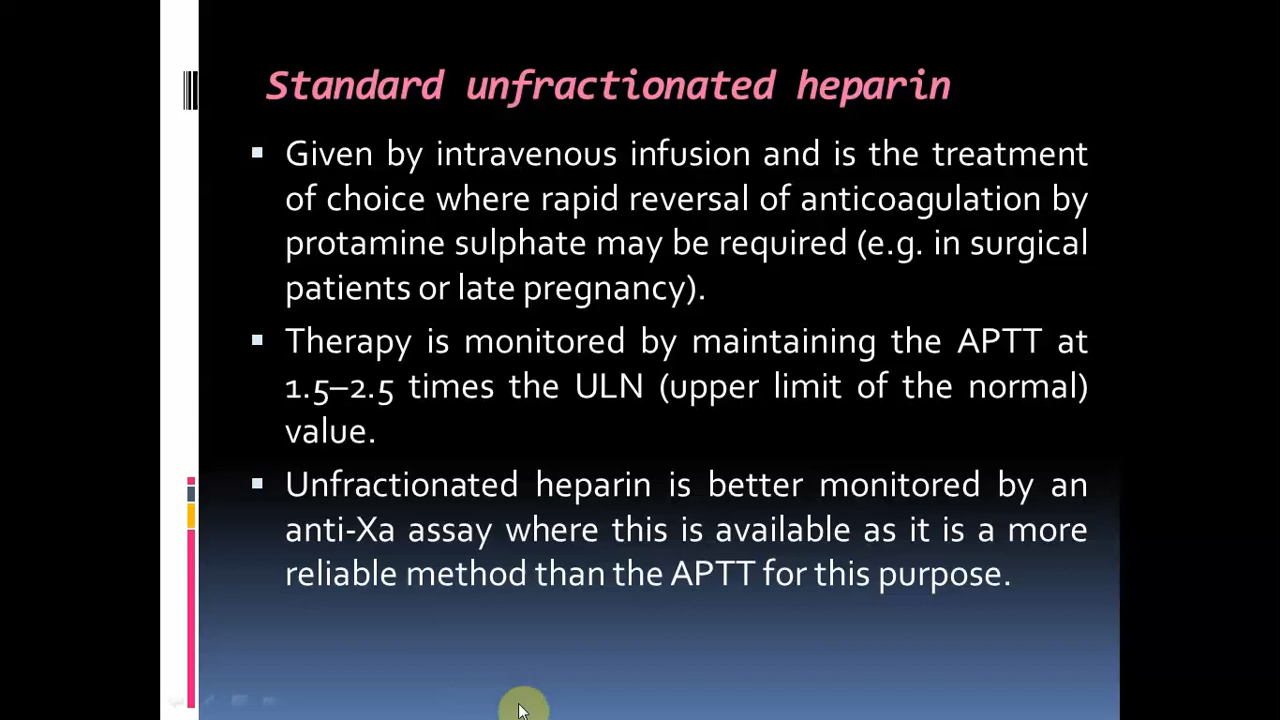 Standard unfractionated heparin
▪ Given by intravenous infusion and is the treatment
of choice where rapid reversal of anticoagulation by
protamine sulphate may be required (e.g. in surgical
patients or late pregnancy).
▪ Therapy is monitored by maintaining the APTT at
1.5–2.5 times the ULN (upper limit of the normal)
value.
▪ Unfractionated heparin is better monitored by an
anti-Xa assay where this is available as it is a more
reliable method than the APTT for this purpose.